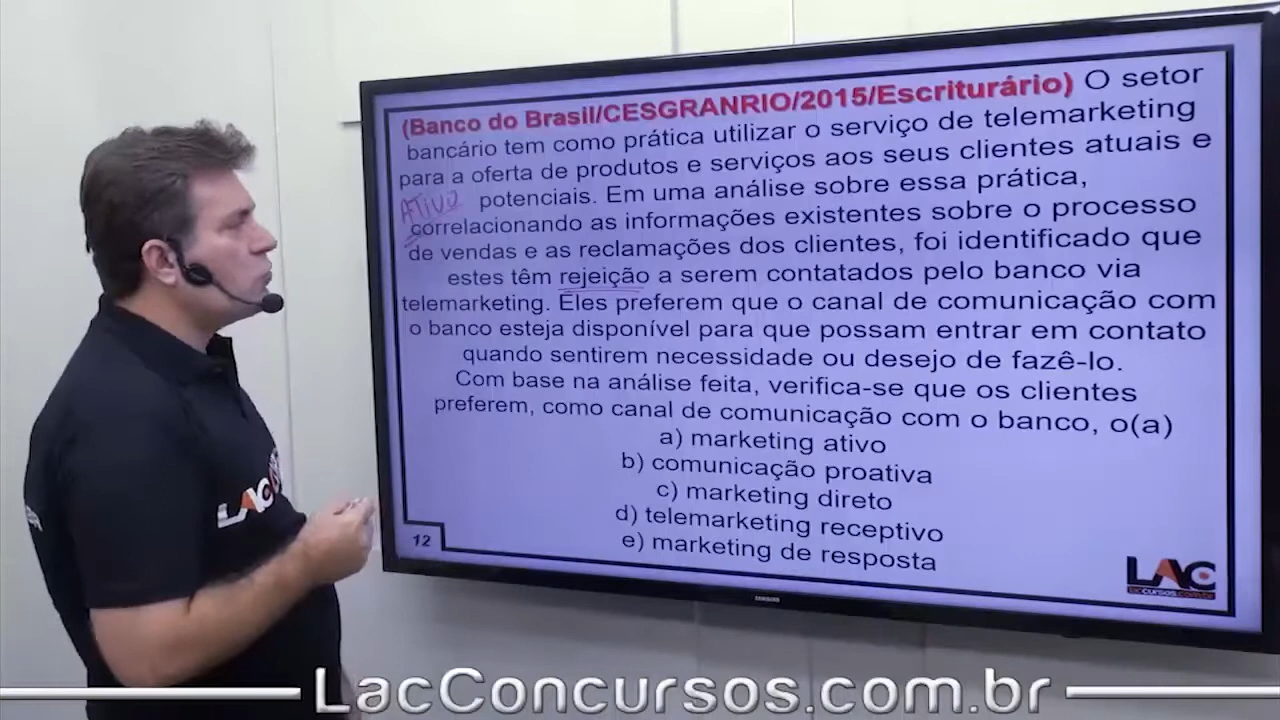 (Banco do Brasil/CESGRANRIO/2015/Escriturário) O setor
bancário tem como prática utilizar o serviço de telemarketing
para a oferta de produtos e serviços aos seus clientes atuais e
ATIVO potenciais. Em uma análise sobre essa prática,
correlacionando as informações existentes sobre o processo
de vendas e as reclamações dos clientes, foi identificado que
estes têm rejeição a serem contatados pelo banco via
telemarketing. Eles preferem que o canal de comunicação com
o banco esteja disponível para que possam entrar em contato
quando sentirem necessidade ou desejo de fazê-lo.
Com base na análise feita, verifica-se que os clientes
preferem, como canal de comunicação com o banco, o(a)
a) marketing ativo
b) comunicação proativa
c) marketing direto
d) telemarketing receptivo
e) marketing de resposta
12
LAC
laccursos.com.br
LAC
SAMSUNG
LacConcursos.com.br